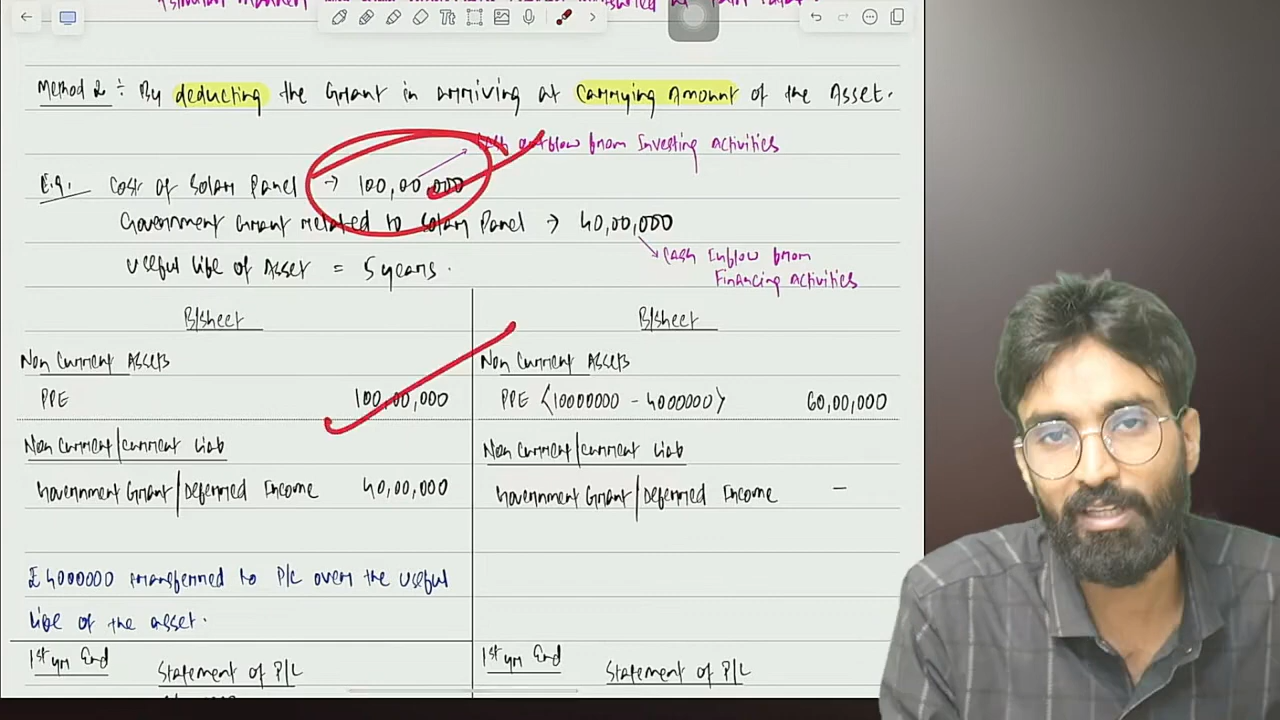 Method 2 ÷ By deducting the Grant in arriving at carrying Amount of the Asset.
outflow from Investing activities
E.g. Cost of Solar Panel → 100,00,000
Government Grant related to Solar Panel → 40,00,000
Useful life of Asset = 5 years.
Cash Inflow from
Financing activities
B/sheet
Non Current Assets
PPE 100,00,000
Non Current/current Liab
Government Grant/Deferred Income 40,00,000
£4000000 transferred to P/L over the useful
life of the asset.
1st yr End
Statement of P/L
B/sheet
Non Current Assets
PPE <10000000 - 4000000> 60,00,000
Non Current/current Liab
Government Grant/Deferred Income —
1st yr End
Statement of P/L